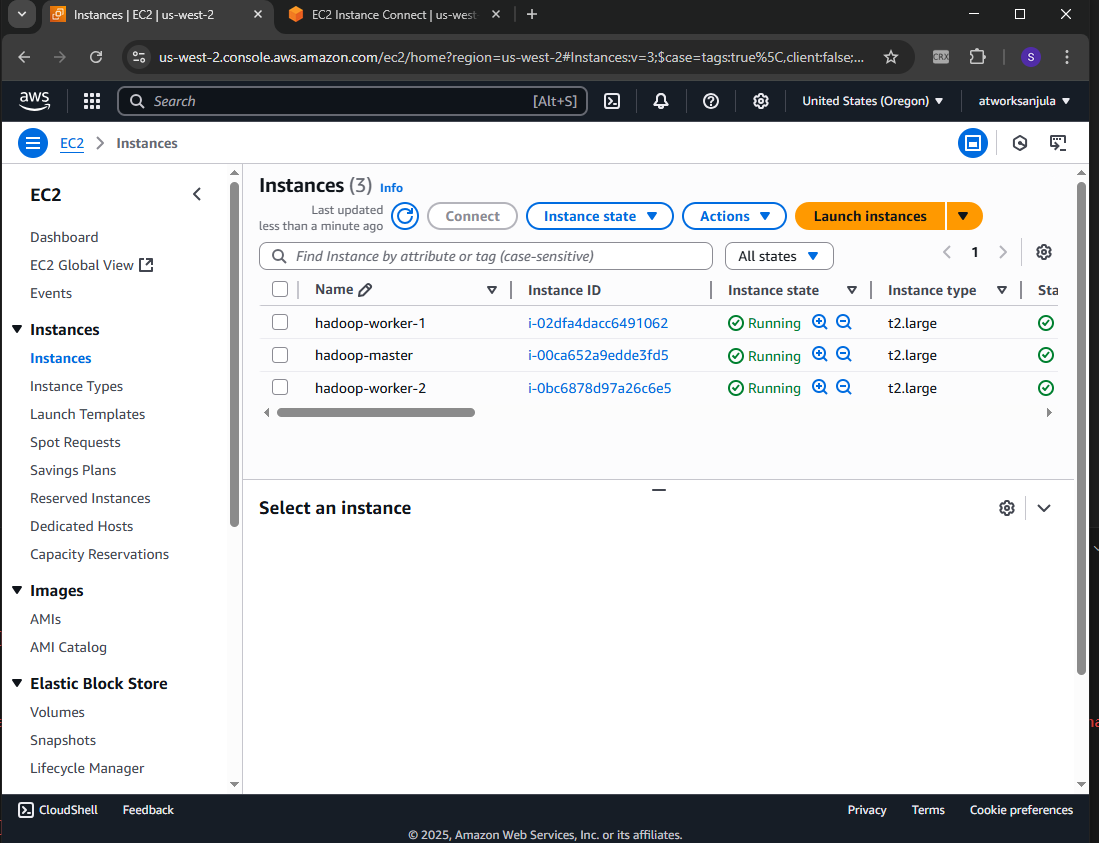 Instances | EC2 | us-west-2
EC2 Instance Connect | us-west
us-west-2.console.aws.amazon.com/ec2/home?region=us-west-2#Instances:v=3;$case=tags:true%5C,client:false;...
CRX
S
aws
Search
[Alt+S]
United States (Oregon)
atworksanjula
EC2
Instances
EC2
Dashboard
EC2 Global View
Events
Instances
Instances
Instance Types
Launch Templates
Spot Requests
Savings Plans
Reserved Instances
Dedicated Hosts
Capacity Reservations
Images
AMIs
AMI Catalog
Elastic Block Store
Volumes
Snapshots
Lifecycle Manager
Instances (3) Info
Last updated
less than a minute ago
Connect
Instance state
Actions
Launch instances
Find Instance by attribute or tag (case-sensitive)
All states
1
Name Instance ID Instance state Instance type Sta
hadoop-worker-1 i-02dfa4dacc6491062 Running t2.large
hadoop-master i-00ca652a9edde3fd5 Running t2.large
hadoop-worker-2 i-0bc6878d97a26c6e5 Running t2.large
Select an instance
CloudShell
Feedback
Privacy
Terms
Cookie preferences
© 2025, Amazon Web Services, Inc. or its affiliates.